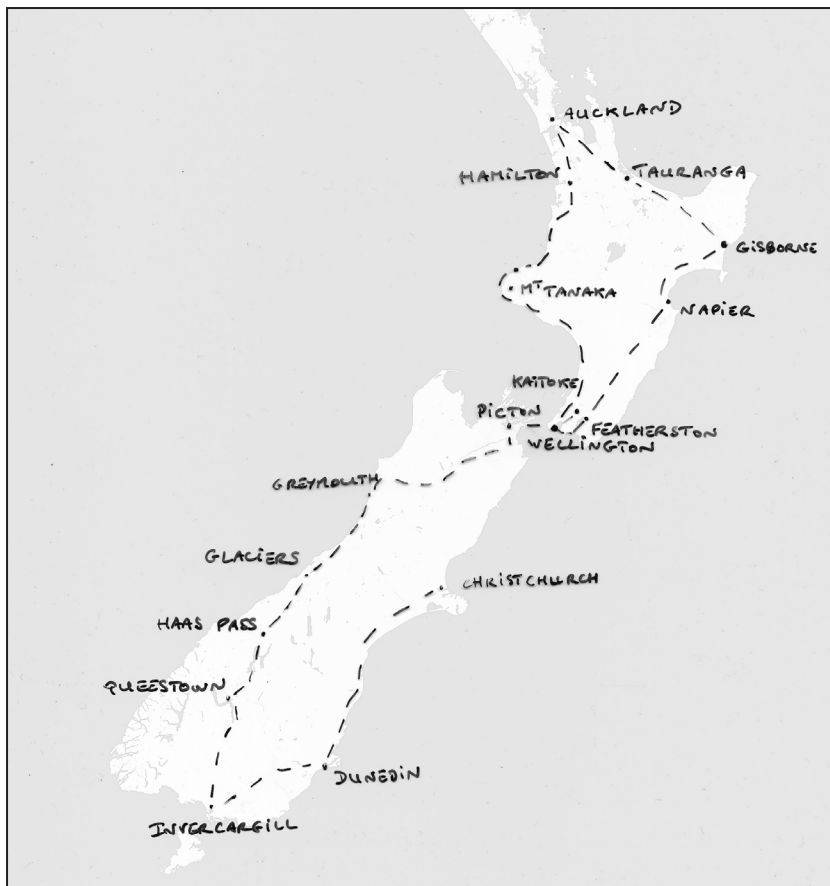 AUCKLAND
HAMILTON
TAURANGA
GISBORNE
MT TANAKA
NAPIER
KAITOKE
PICTON
FEATHERSTON
WELLINGTON
GREYMOUTH
GLACIERS
CHRISTCHURCH
HAAS PASS
QUEESTOWN
DUNEDIN
INVERCARGILL